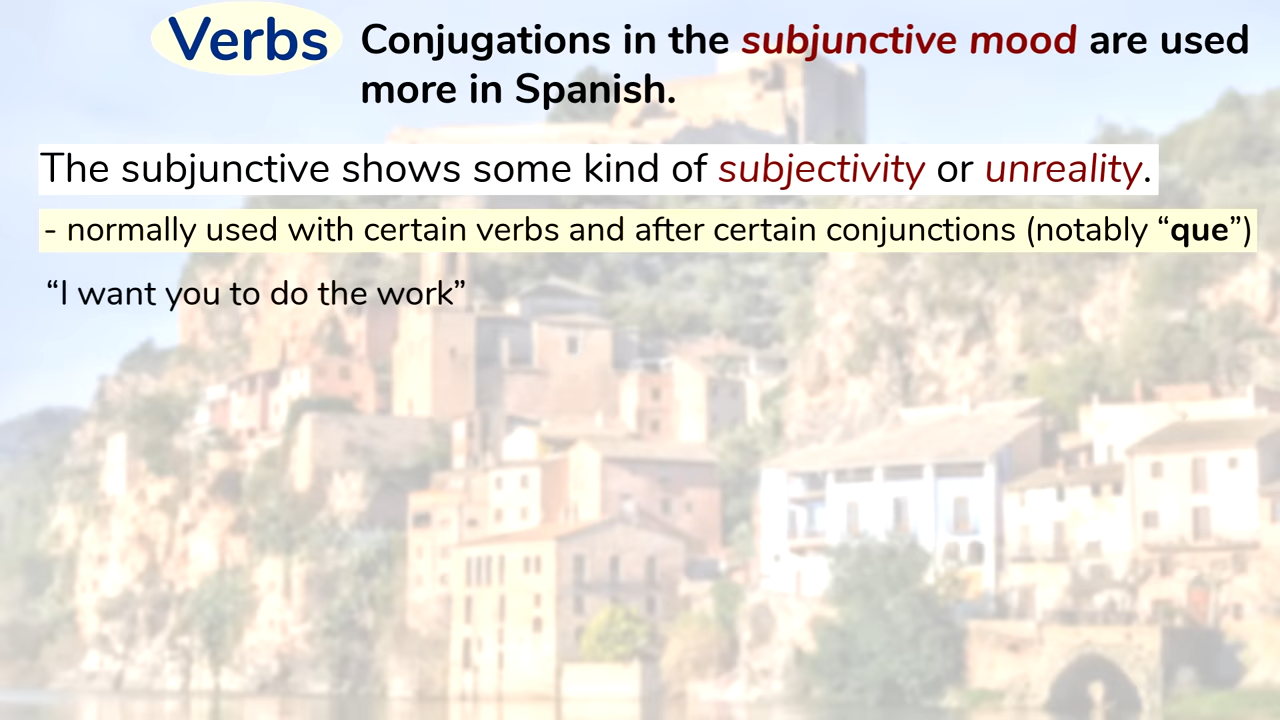 Verbs
Conjugations in the subjunctive mood are used
more in Spanish.
The subjunctive shows some kind of subjectivity or unreality.
- normally used with certain verbs and after certain conjunctions (notably “que”)
“I want you to do the work”